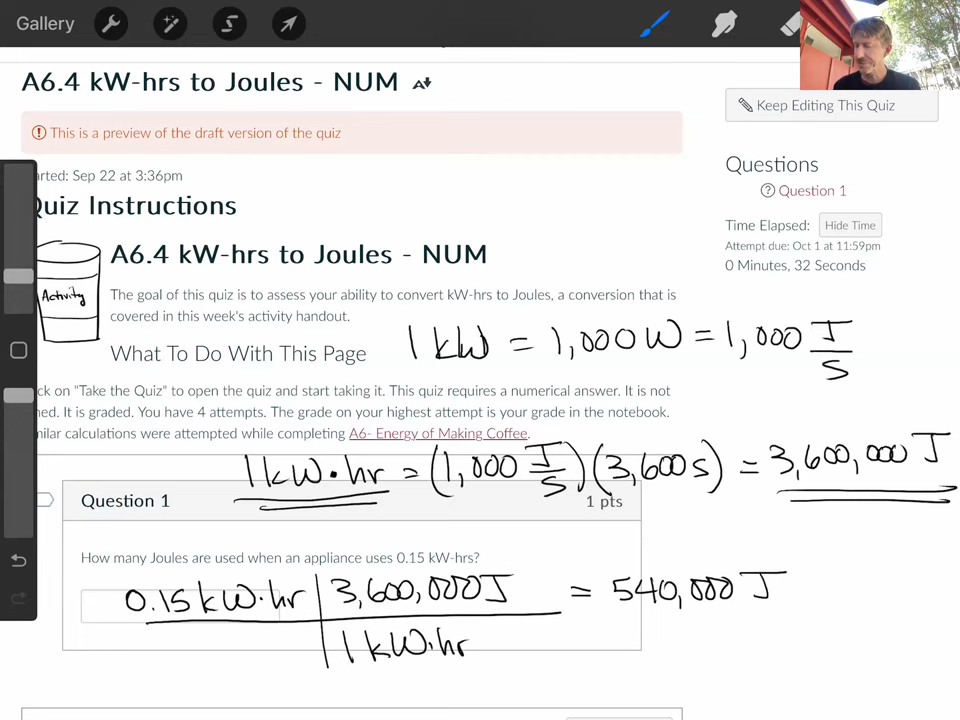 Gallery
A6.4 kW-hrs to Joules - NUM
This is a preview of the draft version of the quiz
Keep Editing This Quiz
arted: Sep 22 at 3:36pm
Quiz Instructions
Questions
Question 1
Time Elapsed: Hide Time
Attempt due: Oct 1 at 11:59pm
0 Minutes, 32 Seconds
Activity
A6.4 kW-hrs to Joules - NUM
The goal of this quiz is to assess your ability to convert kW-hrs to Joules, a conversion that is
covered in this week's activity handout.
1 kW = 1,000 W = 1,000 J/s
What To Do With This Page
ck on "Take the Quiz" to open the quiz and start taking it. This quiz requires a numerical answer. It is not
ned. It is graded. You have 4 attempts. The grade on your highest attempt is your grade in the notebook.
milar calculations were attempted while completing A6- Energy of Making Coffee.
1 kW·hr = (1,000 J/s)(3,600 s) = 3,600,000 J
Question 1
1 pts
How many Joules are used when an appliance uses 0.15 kW-hrs?
0.15 kW·hr | 3,600,000 J = 540,000 J
1 kW·hr